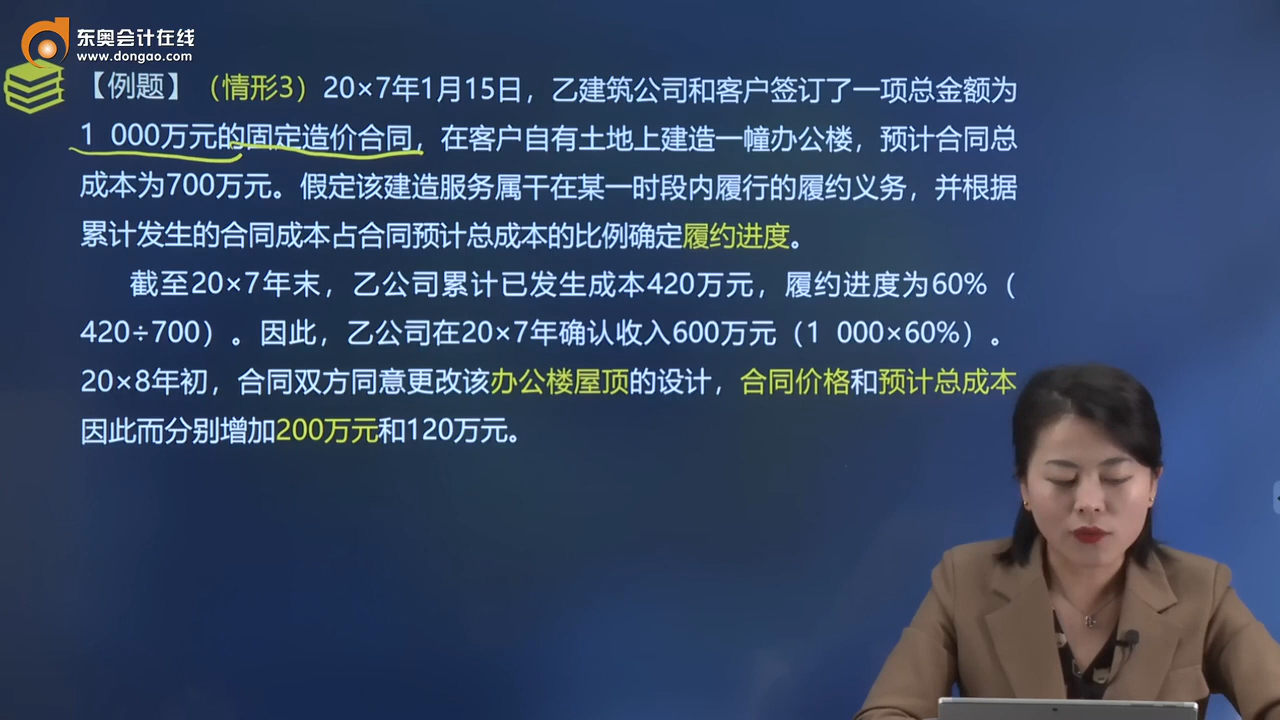 东奥会计在线
www.dongao.com
【例题】（情形3）20×7年1月15日，乙建筑公司和客户签订了一项总金额为
1 000万元的固定造价合同，在客户自有土地上建造一幢办公楼，预计合同总
成本为700万元。假定该建造服务属于在某一时段内履行的履约义务，并根据
累计发生的合同成本占合同预计总成本的比例确定履约进度。
截至20×7年末，乙公司累计已发生成本420万元，履约进度为60%（
420÷700）。因此，乙公司在20×7年确认收入600万元（1 000×60%）。
20×8年初，合同双方同意更改该办公楼屋顶的设计，合同价格和预计总成本
因此而分别增加200万元和120万元。